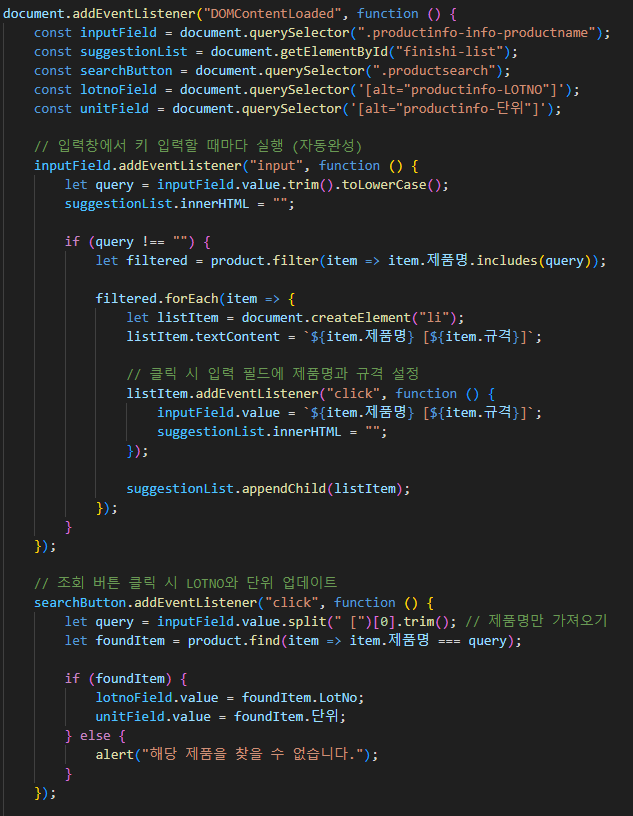 document.addEventListener("DOMContentLoaded", function () {
    const inputField = document.querySelector(".productinfo-info-productname");
    const suggestionList = document.getElementById("finishi-list");
    const searchButton = document.querySelector(".productsearch");
    const lotnoField = document.querySelector('[alt="productinfo-LOTNO"]');
    const unitField = document.querySelector('[alt="productinfo-단위"]');

    // 입력창에서 키 입력할 때마다 실행 (자동완성)
    inputField.addEventListener("input", function () {
        let query = inputField.value.trim().toLowerCase();
        suggestionList.innerHTML = "";

        if (query !== "") {
            let filtered = product.filter(item => item.제품명.includes(query));

            filtered.forEach(item => {
                let listItem = document.createElement("li");
                listItem.textContent = `${item.제품명} [${item.규격}]`;

                // 클릭 시 입력 필드에 제품명과 규격 설정
                listItem.addEventListener("click", function () {
                    inputField.value = `${item.제품명} [${item.규격}]`;
                    suggestionList.innerHTML = "";
                });

                suggestionList.appendChild(listItem);
            });
        }
    });

    // 조회 버튼 클릭 시 LOTNO와 단위 업데이트
    searchButton.addEventListener("click", function () {
        let query = inputField.value.split(" [")[0].trim(); // 제품명만 가져오기
        let foundItem = product.find(item => item.제품명 === query);

        if (foundItem) {
            lotnoField.value = foundItem.LotNo;
            unitField.value = foundItem.단위;
        } else {
            alert("해당 제품을 찾을 수 없습니다.");
        }
    });